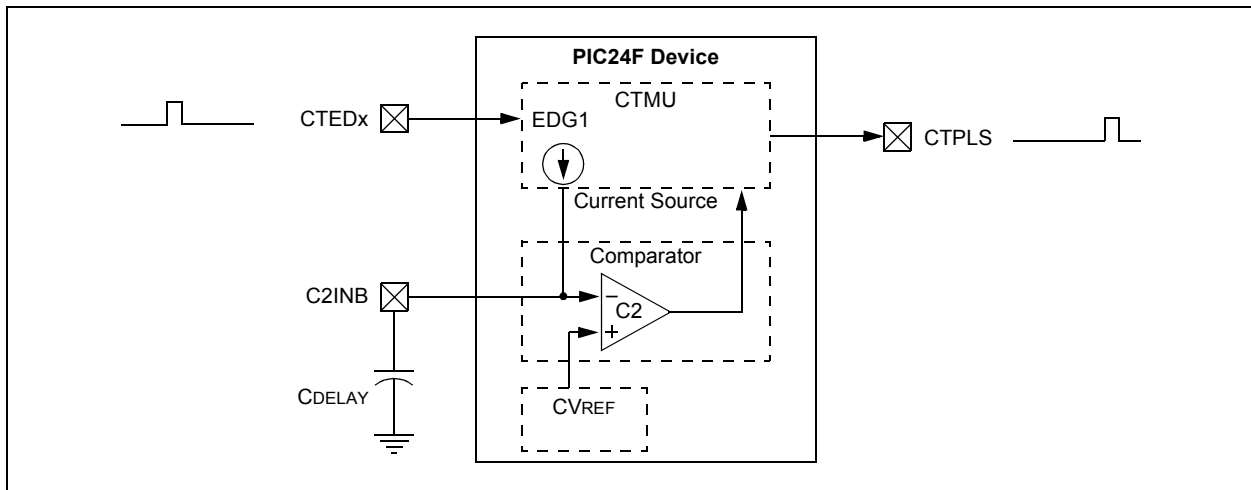 PIC24F Device
CTMU
CTEDx
EDG1
CTPLS
Current Source
Comparator
C2INB
–
C2
+
CDELAY
CVREF